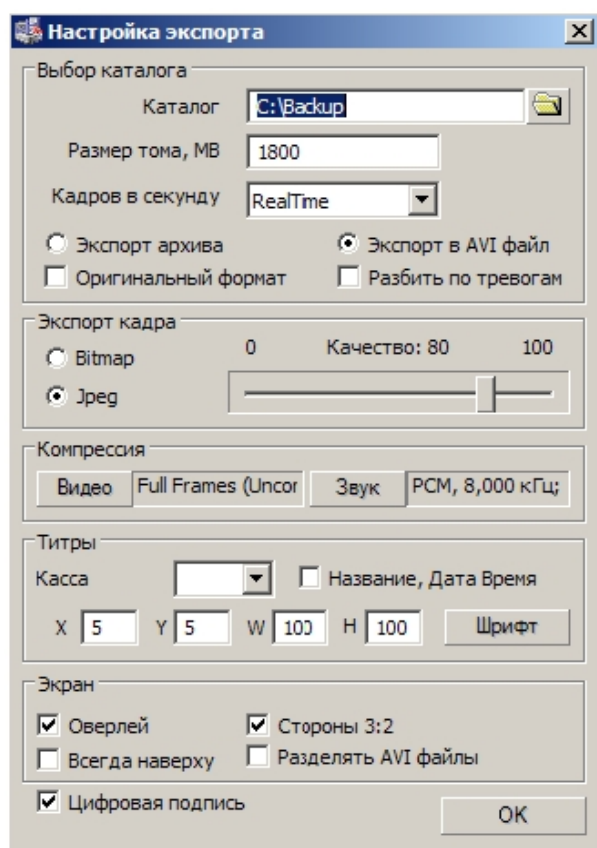 Настройка экспорта
Выбор каталога
Каталог C:\Backup
Размер тома, МВ 1800
Кадров в секунду RealTime
Экспорт архива Экспорт в AVI файл
Оригинальный формат Разбить по тревогам
Экспорт кадра
Bitmap 0 Качество: 80 100
Jpeg
Компрессия
Видео Full Frames (Uncor Звук PCM, 8,000 кГц;
Титры
Касса Название, Дата Время
X 5 Y 5 W 100 H 100 Шрифт
Экран
Оверлей Стороны 3:2
Всегда наверху Разделять AVI файлы
Цифровая подпись OK